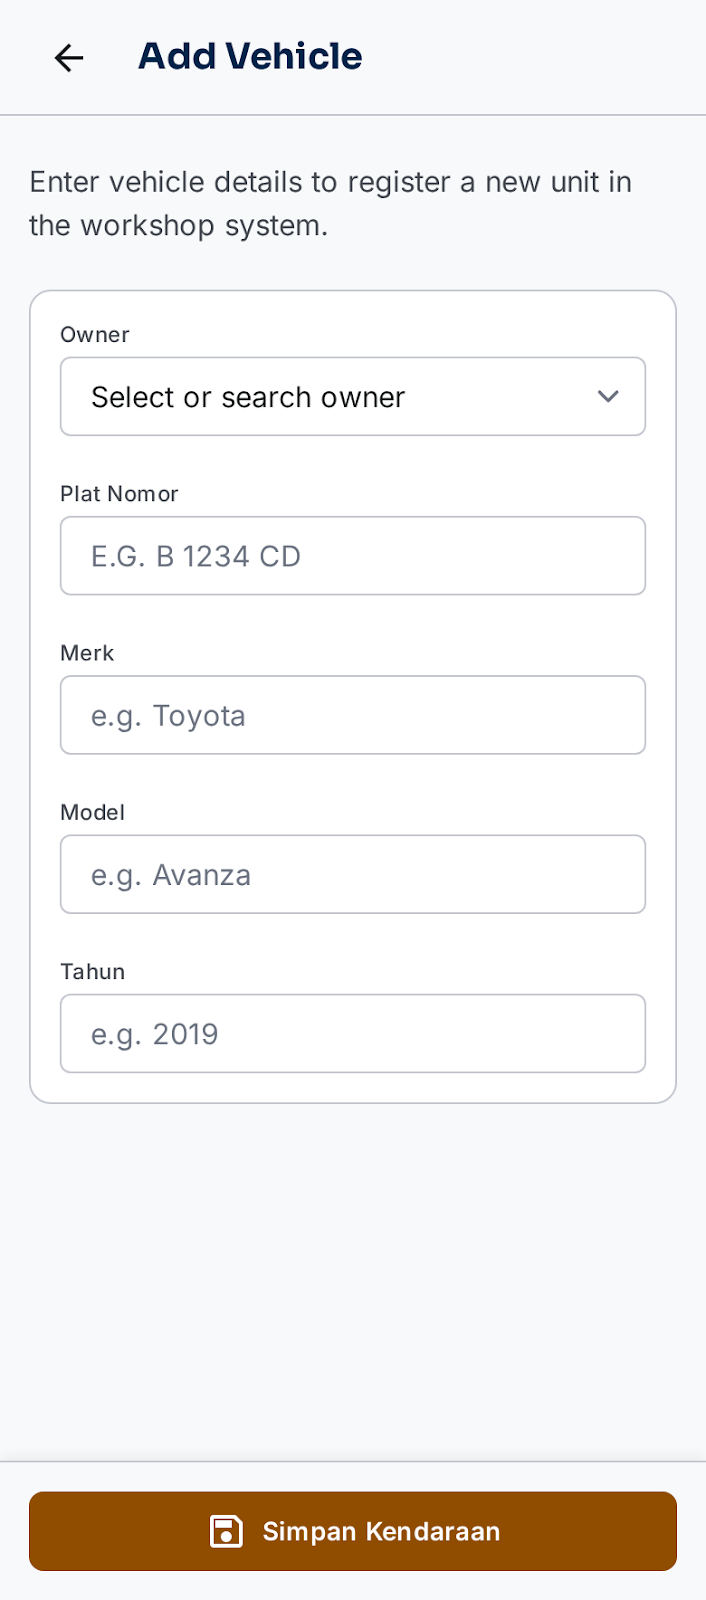 Add Vehicle
Enter vehicle details to register a new unit in
the workshop system.
Owner
Select or search owner
Plat Nomor
E.G. B 1234 CD
Merk
e.g. Toyota
Model
e.g. Avanza
Tahun
e.g. 2019
Simpan Kendaraan